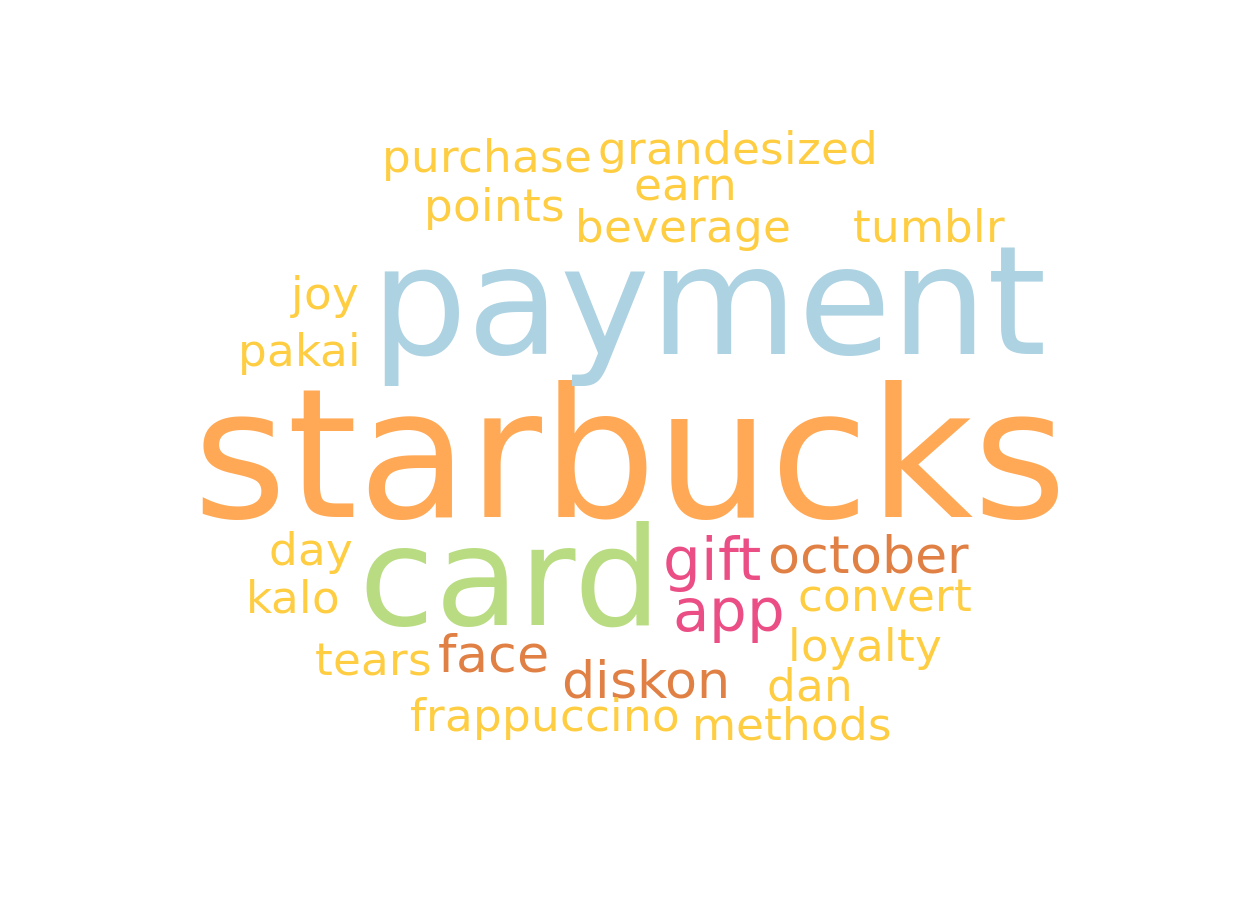 purchase grandesized
earn
points beverage tumblr
joy payment
pakai
starbucks
day card gift october
kalo app convert
tears face diskon loyalty
dan
frappuccino methods